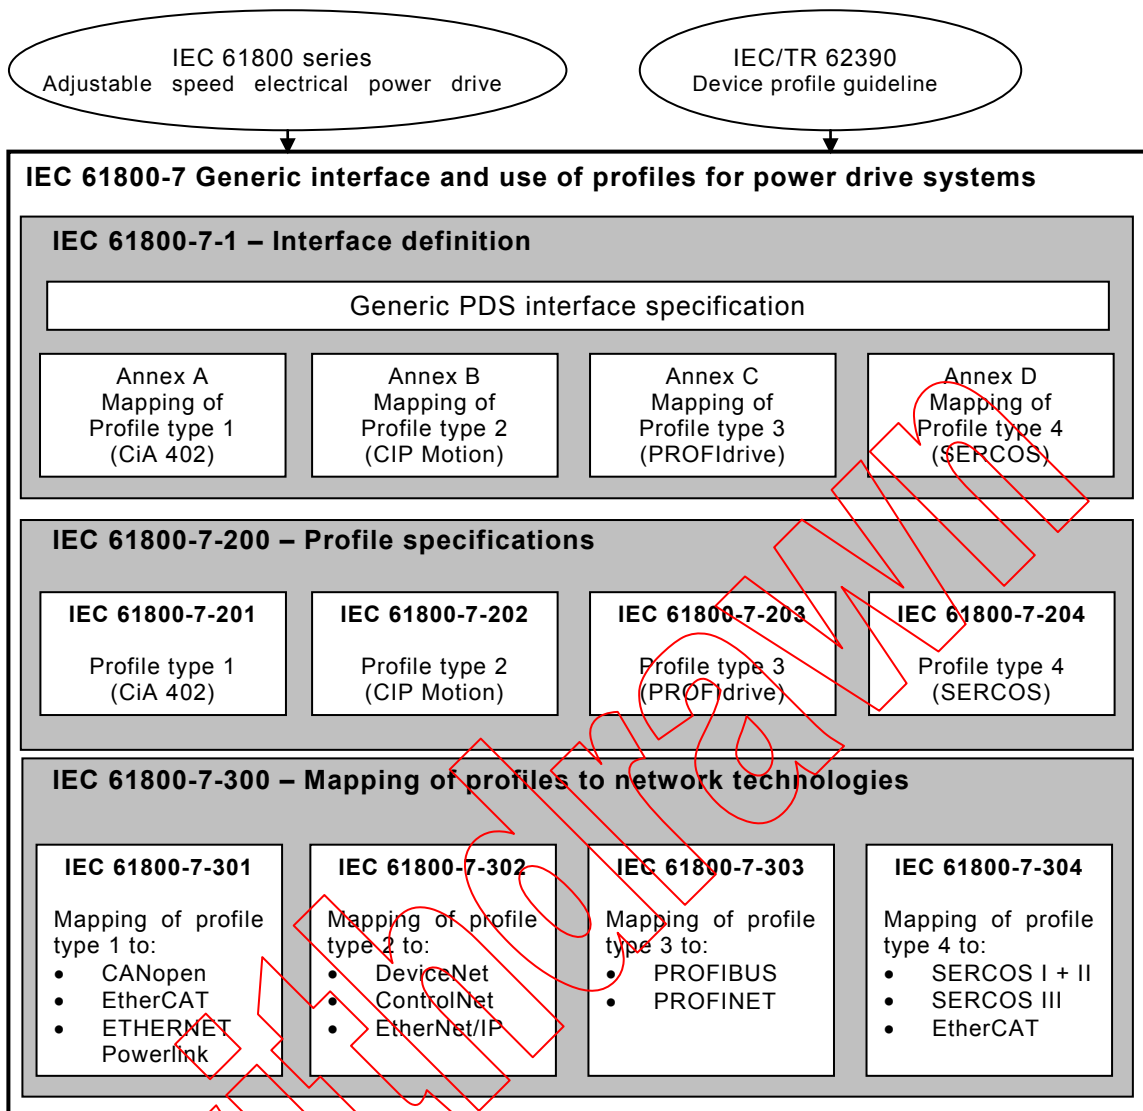 IEC 61800 series
Adjustable speed electrical power drive
IEC/TR 62390
Device profile guideline
IEC 61800-7 Generic interface and use of profiles for power drive systems
IEC 61800-7-1 – Interface definition
Generic PDS interface specification
Annex A
Mapping of
Profile type 1
(CiA 402)
Annex B
Mapping of
Profile type 2
(CIP Motion)
Annex C
Mapping of
Profile type 3
(PROFIdrive)
Annex D
Mapping of
Profile type 4
(SERCOS)
IEC 61800-7-200 – Profile specifications
IEC 61800-7-201
Profile type 1
(CiA 402)
IEC 61800-7-202
Profile type 2
(CIP Motion)
IEC 61800-7-203
Profile type 3
(PROFIdrive)
IEC 61800-7-204
Profile type 4
(SERCOS)
IEC 61800-7-300 – Mapping of profiles to network technologies
IEC 61800-7-301
Mapping of profile
type 1 to:
• CANopen
• EtherCAT
• ETHERNET
Powerlink
IEC 61800-7-302
Mapping of profile
type 2 to:
• DeviceNet
• ControlNet
• EtherNet/IP
IEC 61800-7-303
Mapping of profile
type 3 to:
• PROFIBUS
• PROFINET
IEC 61800-7-304
Mapping of profile
type 4 to:
• SERCOS I + II
• SERCOS III
• EtherCAT